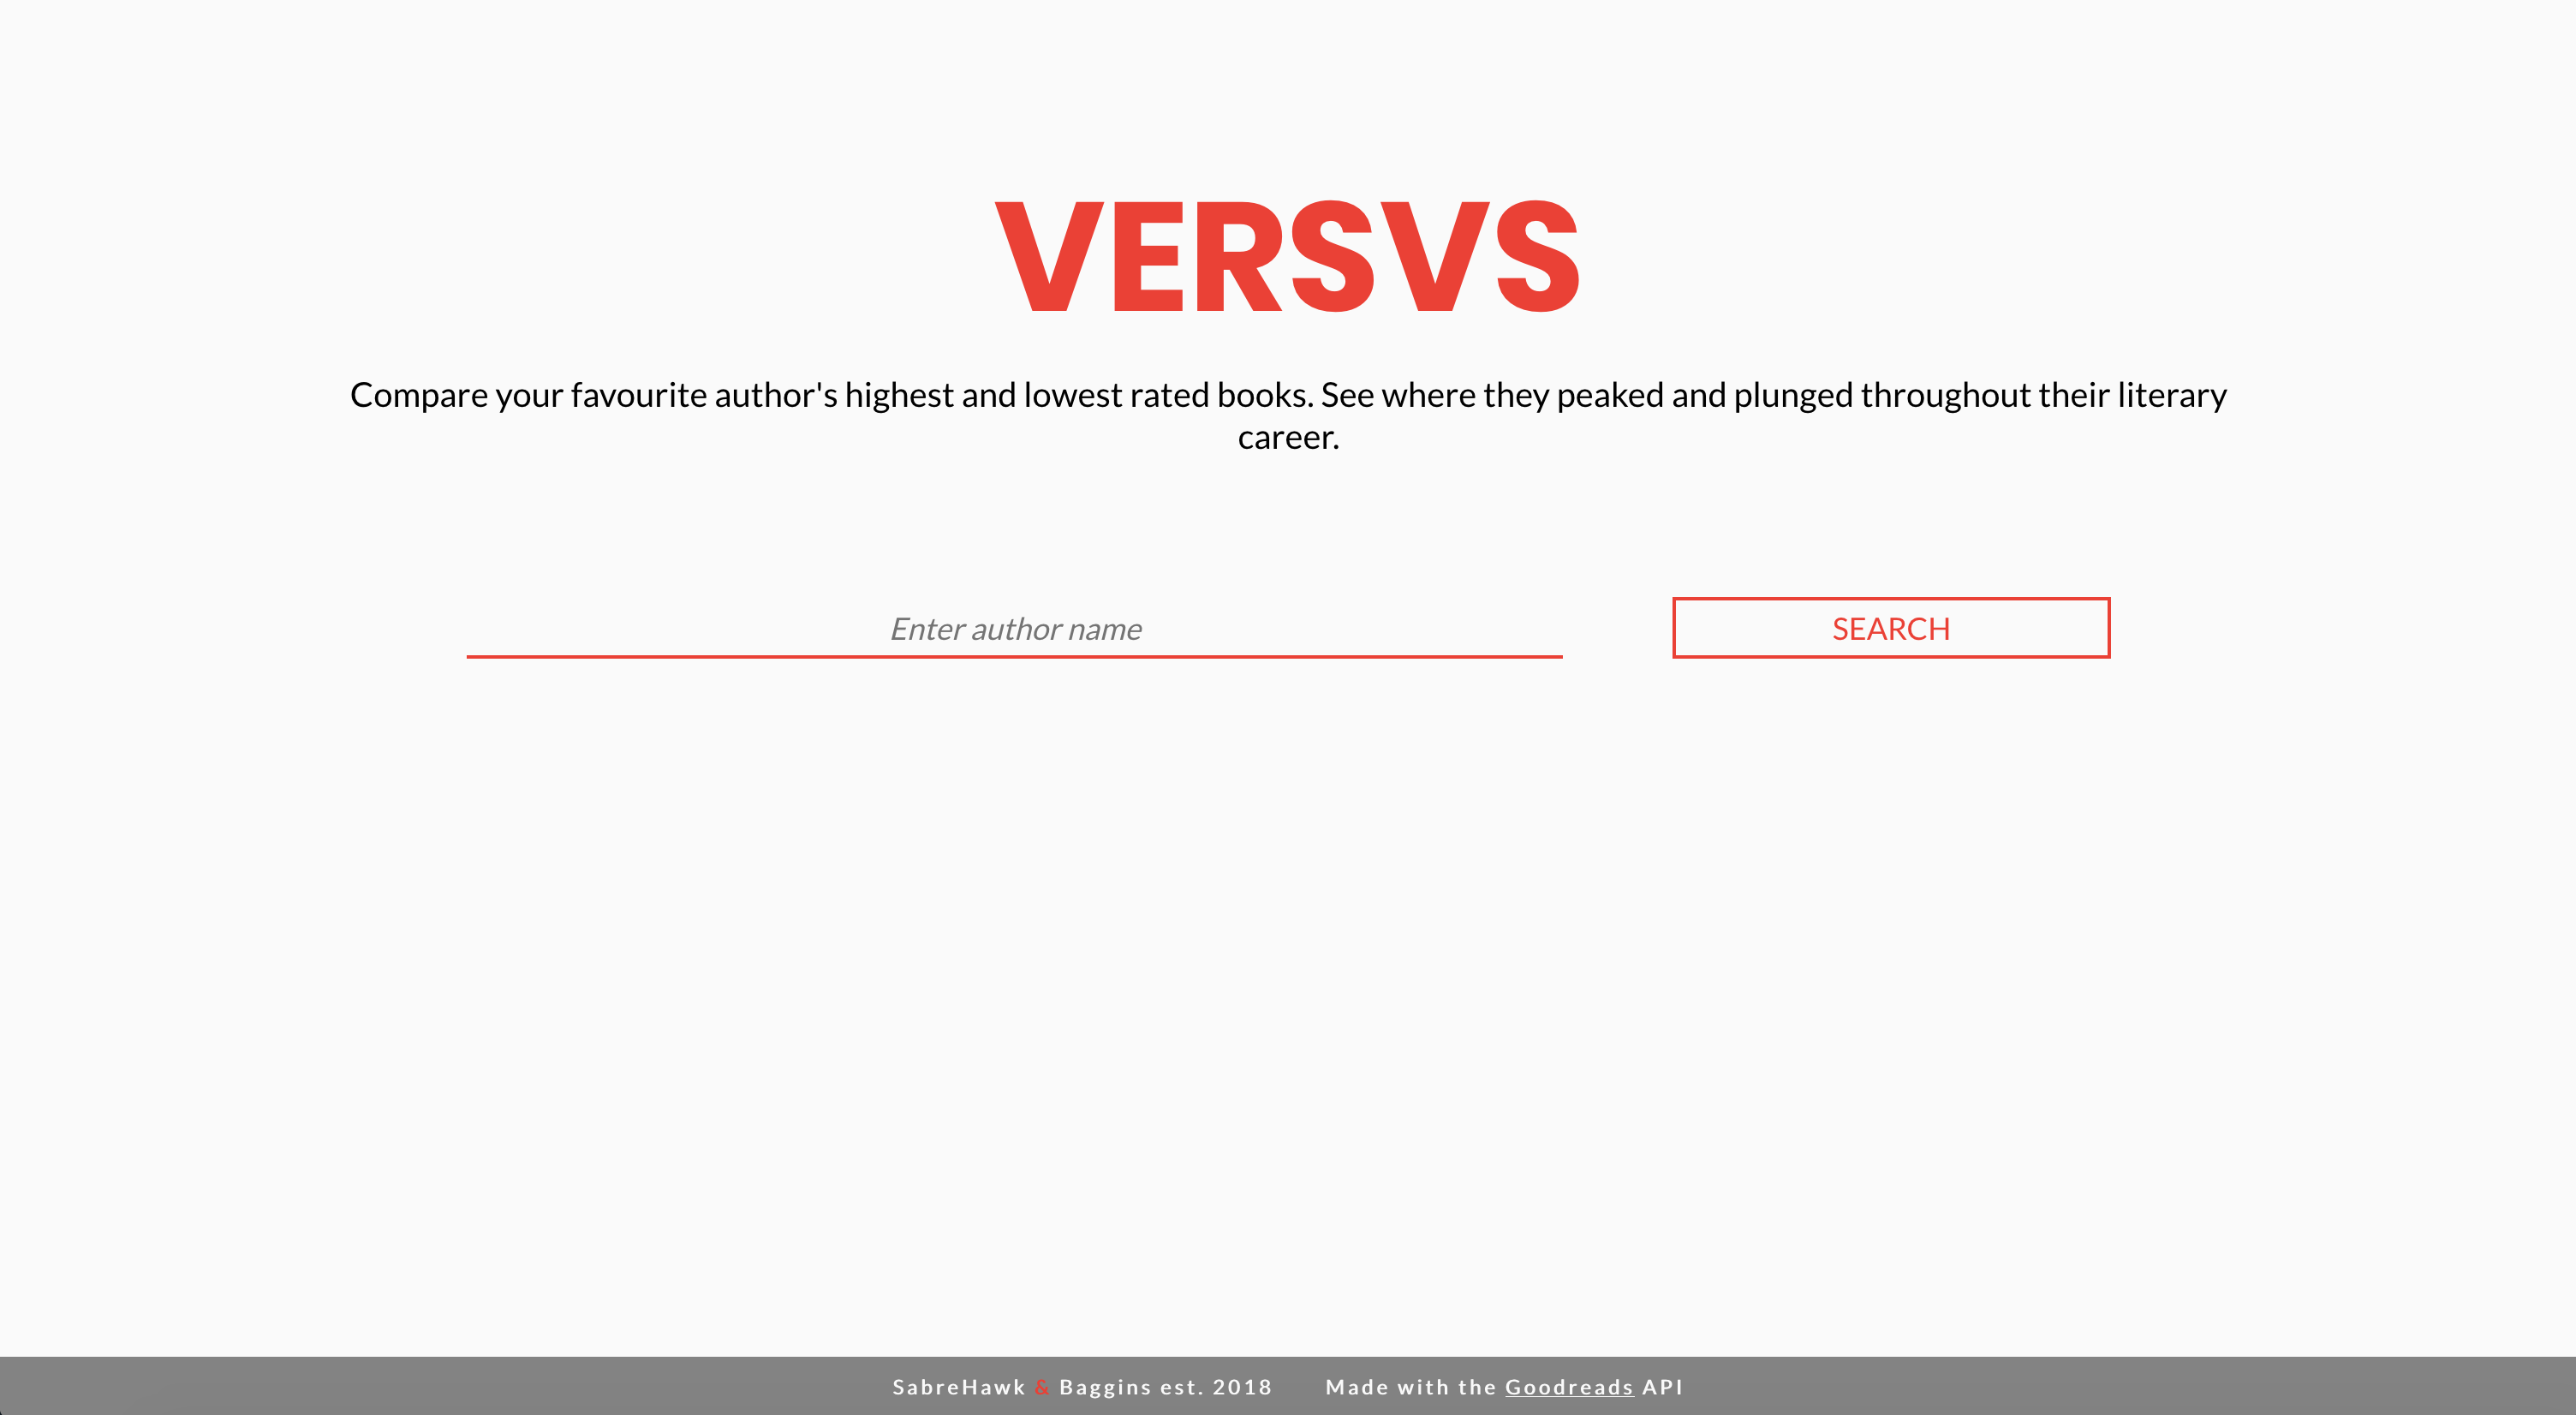 VERSVS
Compare your favourite author's highest and lowest rated books. See where they peaked and plunged throughout their literary
career.
Enter author name
SEARCH
SabreHawk & Baggins est. 2018 Made with the Goodreads API